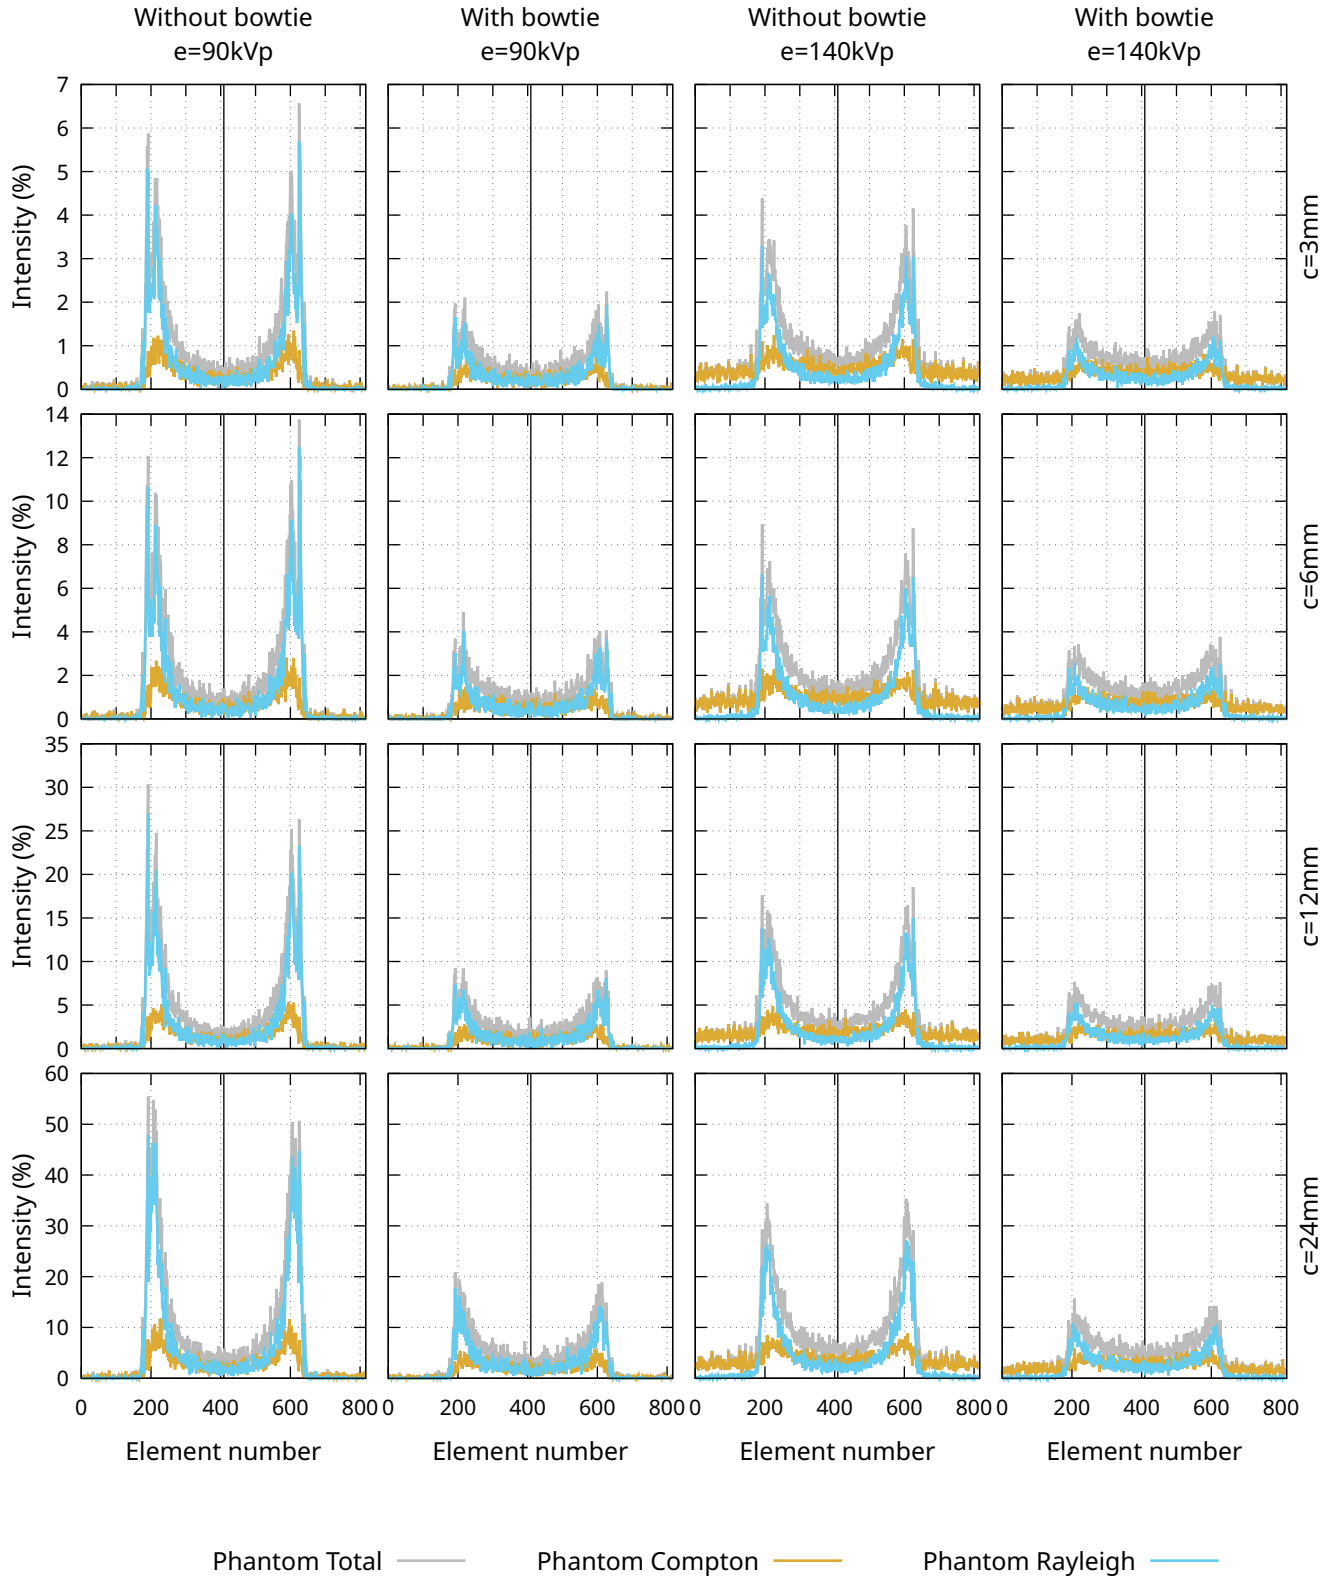 Without bowtie
e=90kVp
With bowtie
e=90kVp
Without bowtie
e=140kVp
With bowtie
e=140kVp
7
6
5
4
3
2
1
0
Intensity (%)
c=3mm
14
12
10
8
6
4
2
0
Intensity (%)
c=6mm
35
30
25
20
15
10
5
0
Intensity (%)
c=12mm
60
50
40
30
20
10
0
Intensity (%)
c=24mm
0 200 400 600 800 0 200 400 600 800 0 200 400 600 800 0 200 400 600 800
Element number Element number Element number Element number
Phantom Total Phantom Compton Phantom Rayleigh